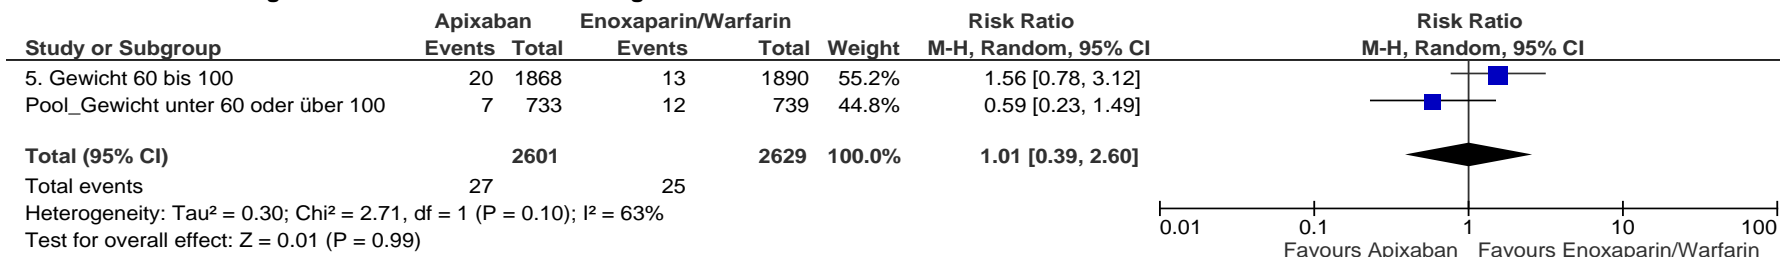 Apixaban Enoxaparin/Warfarin Risk Ratio Risk Ratio
Study or Subgroup Events Total Events Total Weight M-H, Random, 95% CI M-H, Random, 95% CI
5. Gewicht 60 bis 100 20 1868 13 1890 55.2% 1.56 [0.78, 3.12]
Pool_Gewicht unter 60 oder über 100 7 733 12 739 44.8% 0.59 [0.23, 1.49]
Total (95% CI) 2601 2629 100.0% 1.01 [0.39, 2.60]
Total events 27 25
Heterogeneity: Tau² = 0.30; Chi² = 2.71, df = 1 (P = 0.10); I² = 63%
Test for overall effect: Z = 0.01 (P = 0.99)
0.01 0.1 1 10 100
Favours Apixaban Favours Enoxaparin/Warfarin